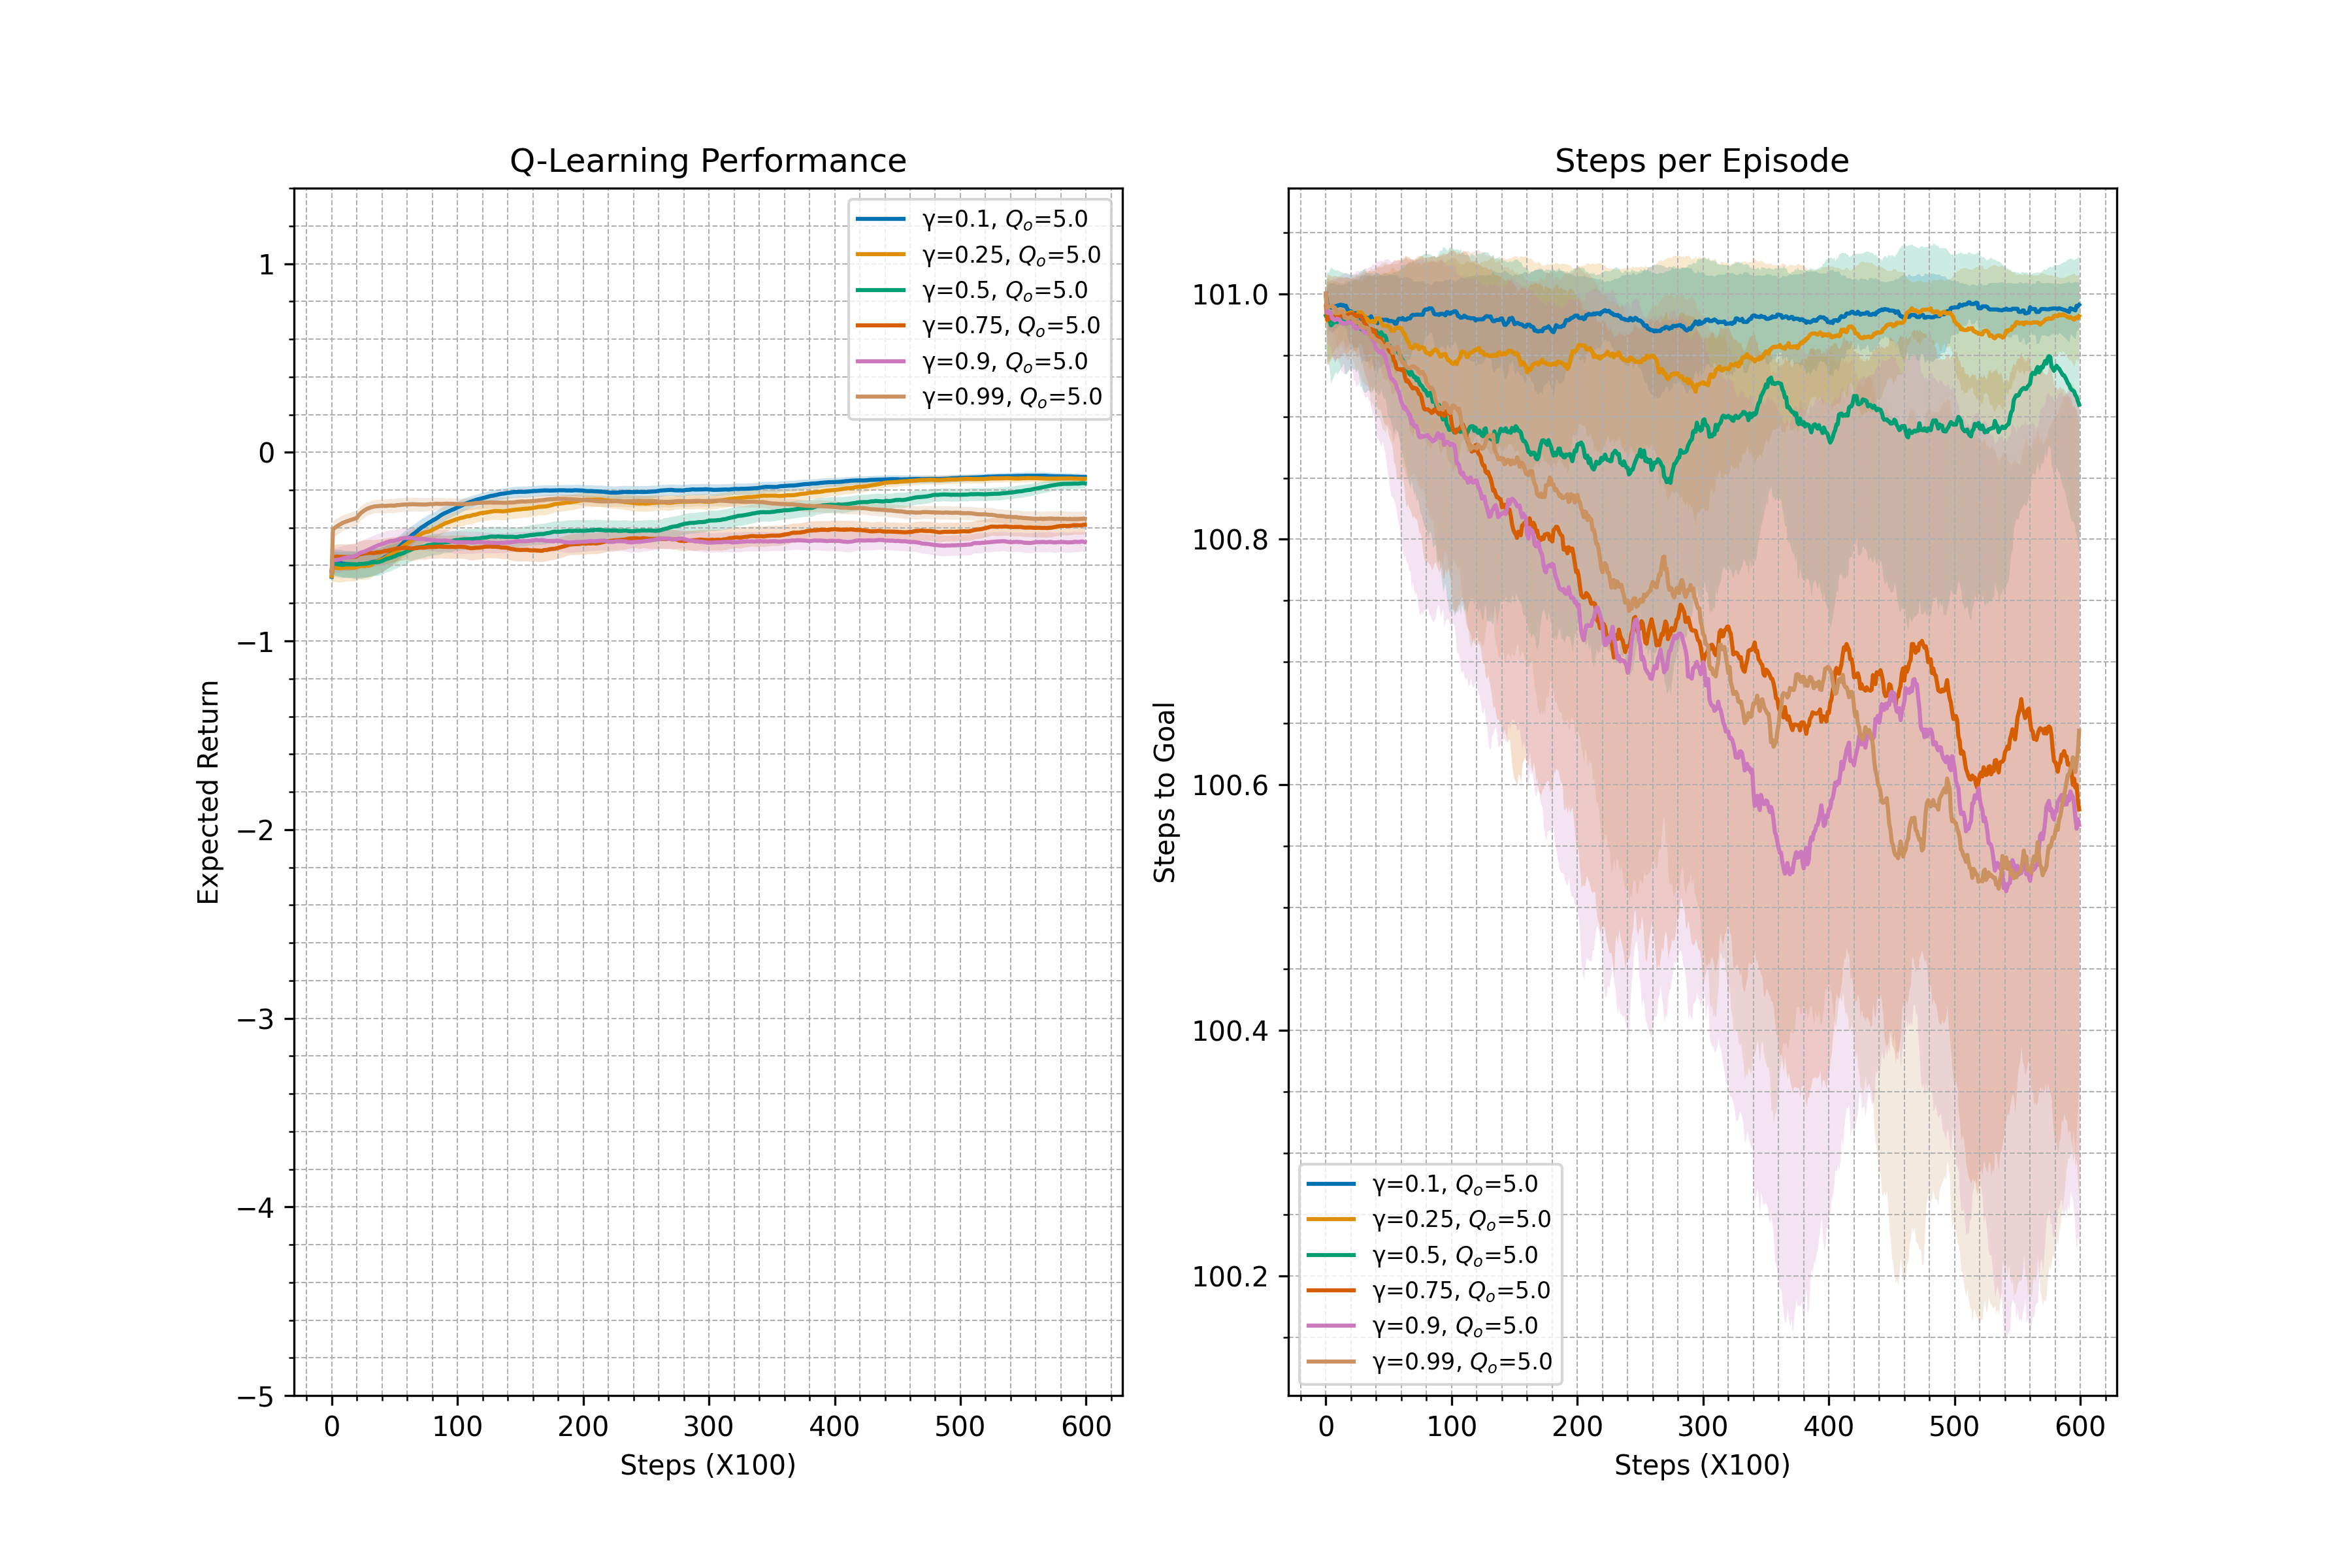 Q-Learning Performance
1
0
−1
−2
−3
−4
−5
Expected Return
0 100 200 300 400 500 600
Steps (X100)
γ=0.1, Qo=5.0
γ=0.25, Qo=5.0
γ=0.5, Qo=5.0
γ=0.75, Qo=5.0
γ=0.9, Qo=5.0
γ=0.99, Qo=5.0
Steps per Episode
101.0
100.8
100.6
100.4
100.2
Steps to Goal
0 100 200 300 400 500 600
Steps (X100)
γ=0.1, Qo=5.0
γ=0.25, Qo=5.0
γ=0.5, Qo=5.0
γ=0.75, Qo=5.0
γ=0.9, Qo=5.0
γ=0.99, Qo=5.0